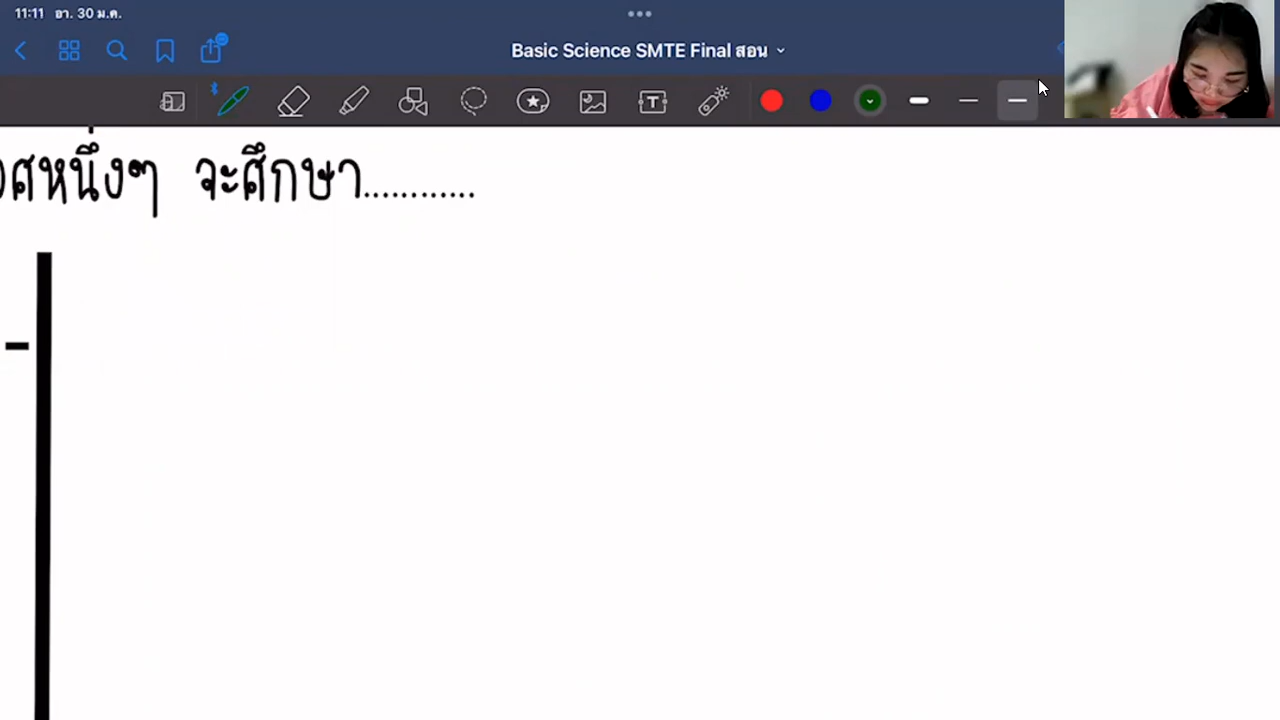 11:11 อา. 30 ม.ค.
Basic Science SMTE Final สอน
ศหนึ่งๆ จะศึกษา............